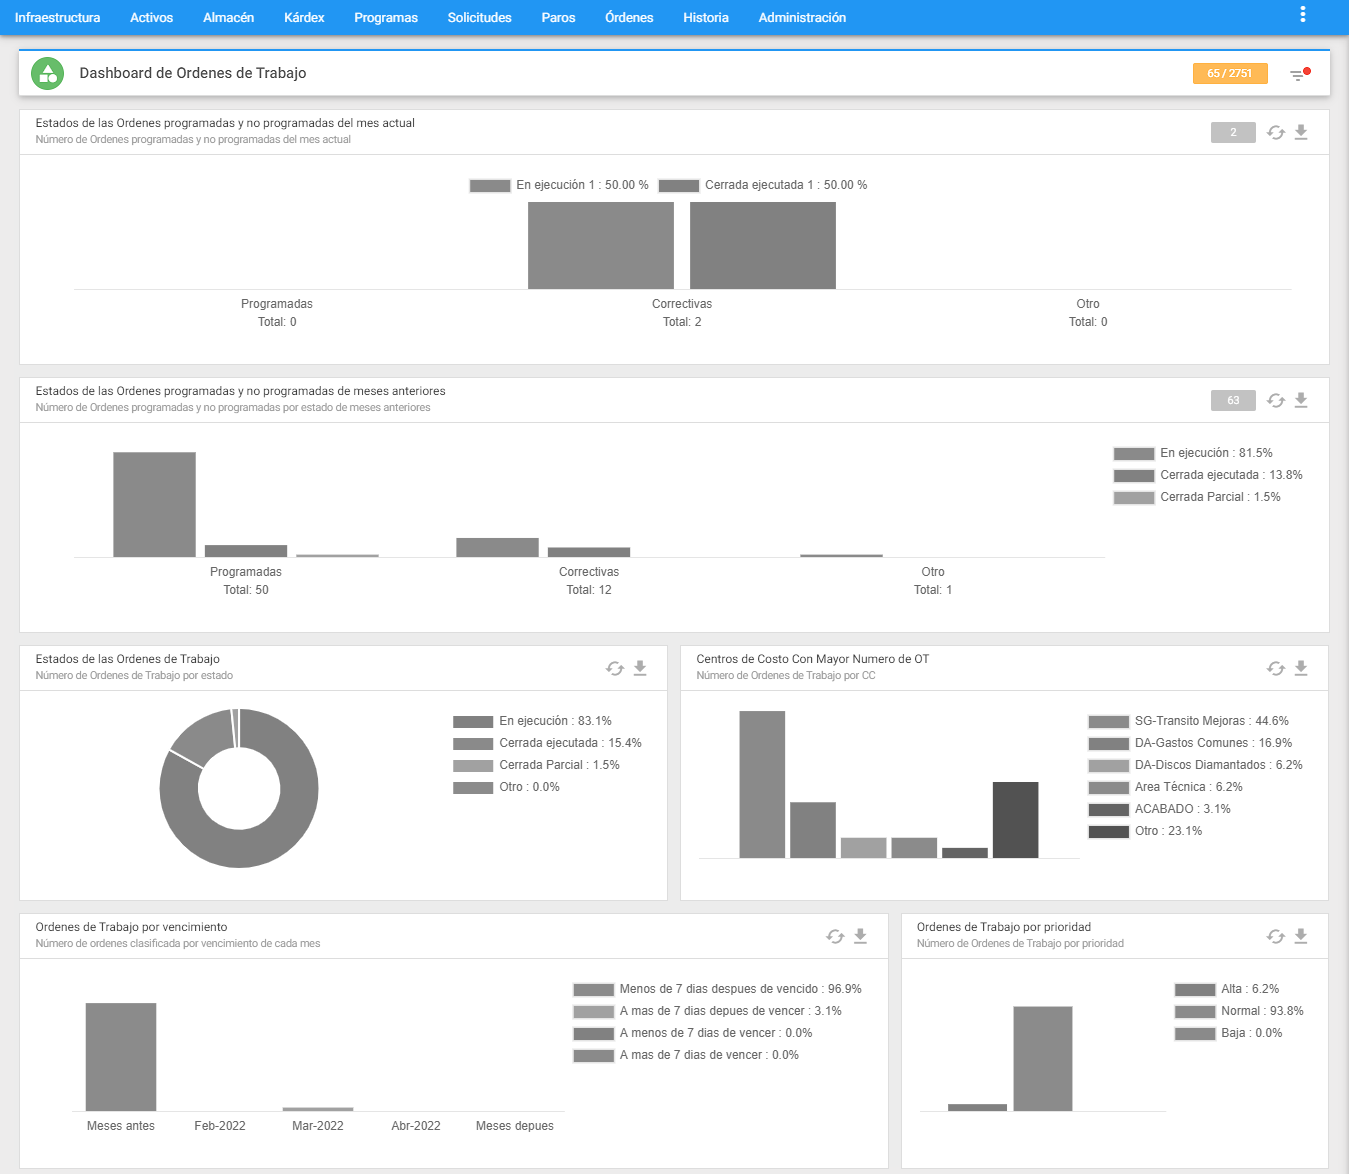 Infraestructura Activos Almacén Kárdex Programas Solicitudes Paros Órdenes Historia Administración
Dashboard de Ordenes de Trabajo
65 / 2751
Estados de las Ordenes programadas y no programadas del mes actual
Número de Ordenes programadas y no programadas del mes actual
2
En ejecución 1 : 50.00 % Cerrada ejecutada 1 : 50.00 %
Programadas Correctivas Otro
Total: 0 Total: 2 Total: 0
Estados de las Ordenes programadas y no programadas de meses anteriores
Número de Ordenes programadas y no programadas por estado de meses anteriores
63
En ejecución : 81.5%
Cerrada ejecutada : 13.8%
Cerrada Parcial : 1.5%
Programadas Correctivas Otro
Total: 50 Total: 12 Total: 1
Estados de las Ordenes de Trabajo
Número de Ordenes de Trabajo por estado
En ejecución : 83.1%
Cerrada ejecutada : 15.4%
Cerrada Parcial : 1.5%
Otro : 0.0%
Centros de Costo Con Mayor Numero de OT
Número de Ordenes de Trabajo por CC
SG-Transito Mejoras : 44.6%
DA-Gastos Comunes : 16.9%
DA-Discos Diamantados : 6.2%
Area Técnica : 6.2%
ACABADO : 3.1%
Otro : 23.1%
Ordenes de Trabajo por vencimiento
Número de ordenes clasificada por vencimiento de cada mes
Menos de 7 dias despues de vencido : 96.9%
A mas de 7 dias depues de vencer : 3.1%
A menos de 7 dias de vencer : 0.0%
A mas de 7 dias de vencer : 0.0%
Meses antes Feb-2022 Mar-2022 Abr-2022 Meses depues
Ordenes de Trabajo por prioridad
Número de Ordenes de Trabajo por prioridad
Alta : 6.2%
Normal : 93.8%
Baja : 0.0%